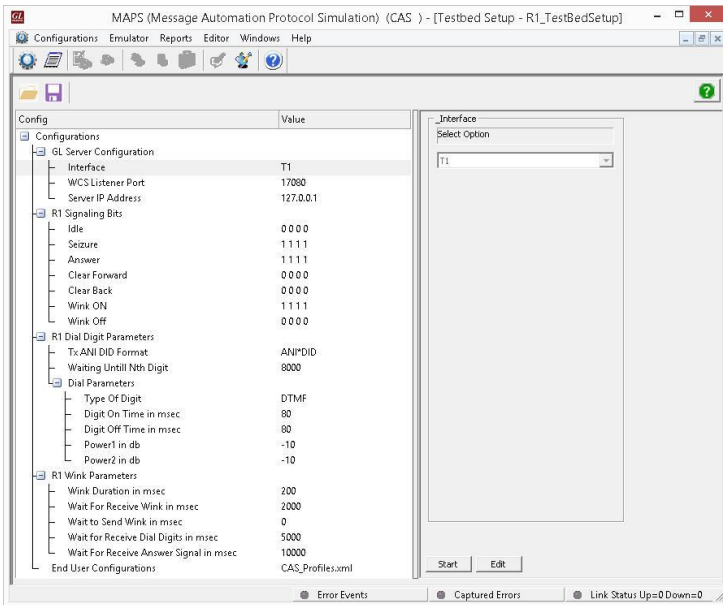 GL MAPS (Message Automation Protocol Simulation) (CAS ) - [Testbed Setup - R1_TestBedSetup]
Configurations Emulator Reports Editor Windows Help
Config Value
Configurations
GL Server Configuration
Interface T1
WCS Listener Port 17080
Server IP Address 127.0.0.1
R1 Signaling Bits
Idle 0 0 0 0
Seizure 1 1 1 1
Answer 1 1 1 1
Clear Forward 0 0 0 0
Clear Back 0 0 0 0
Wink ON 1 1 1 1
Wink Off 0 0 0 0
R1 Dial Digit Parameters
Tx ANI DID Format ANI*DID
Waiting Untill Nth Digit 8000
Dial Parameters
Type Of Digit DTMF
Digit On Time in msec 80
Digit Off Time in msec 80
Power1 in db -10
Power2 in db -10
R1 Wink Parameters
Wink Duration in msec 200
Wait For Receive Wink in msec 2000
Wait to Send Wink in msec 0
Wait for Receive Dial Digits in msec 5000
Wait For Receive Answer Signal in msec 10000
End User Configurations CAS_Profiles.xml
_Interface
Select Option
T1
Start Edit
Error Events Captured Errors Link Status Up=0 Down=0